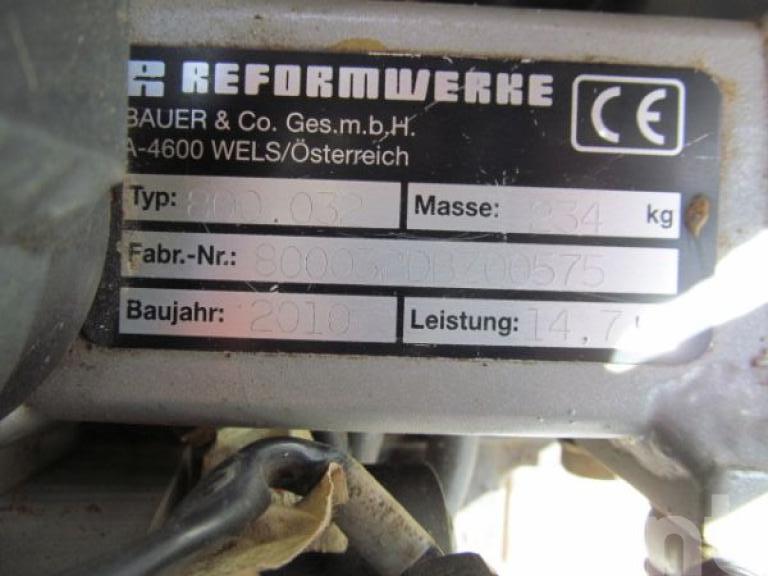 REFORMWERKE CE
BAUER & Co. Ges.m.b.H.
A-4600 WELS/Österreich
Typ: 800.032 Masse: 234 kg
Fabr.-Nr.:
Baujahr: 2010 Leistung: 14,7